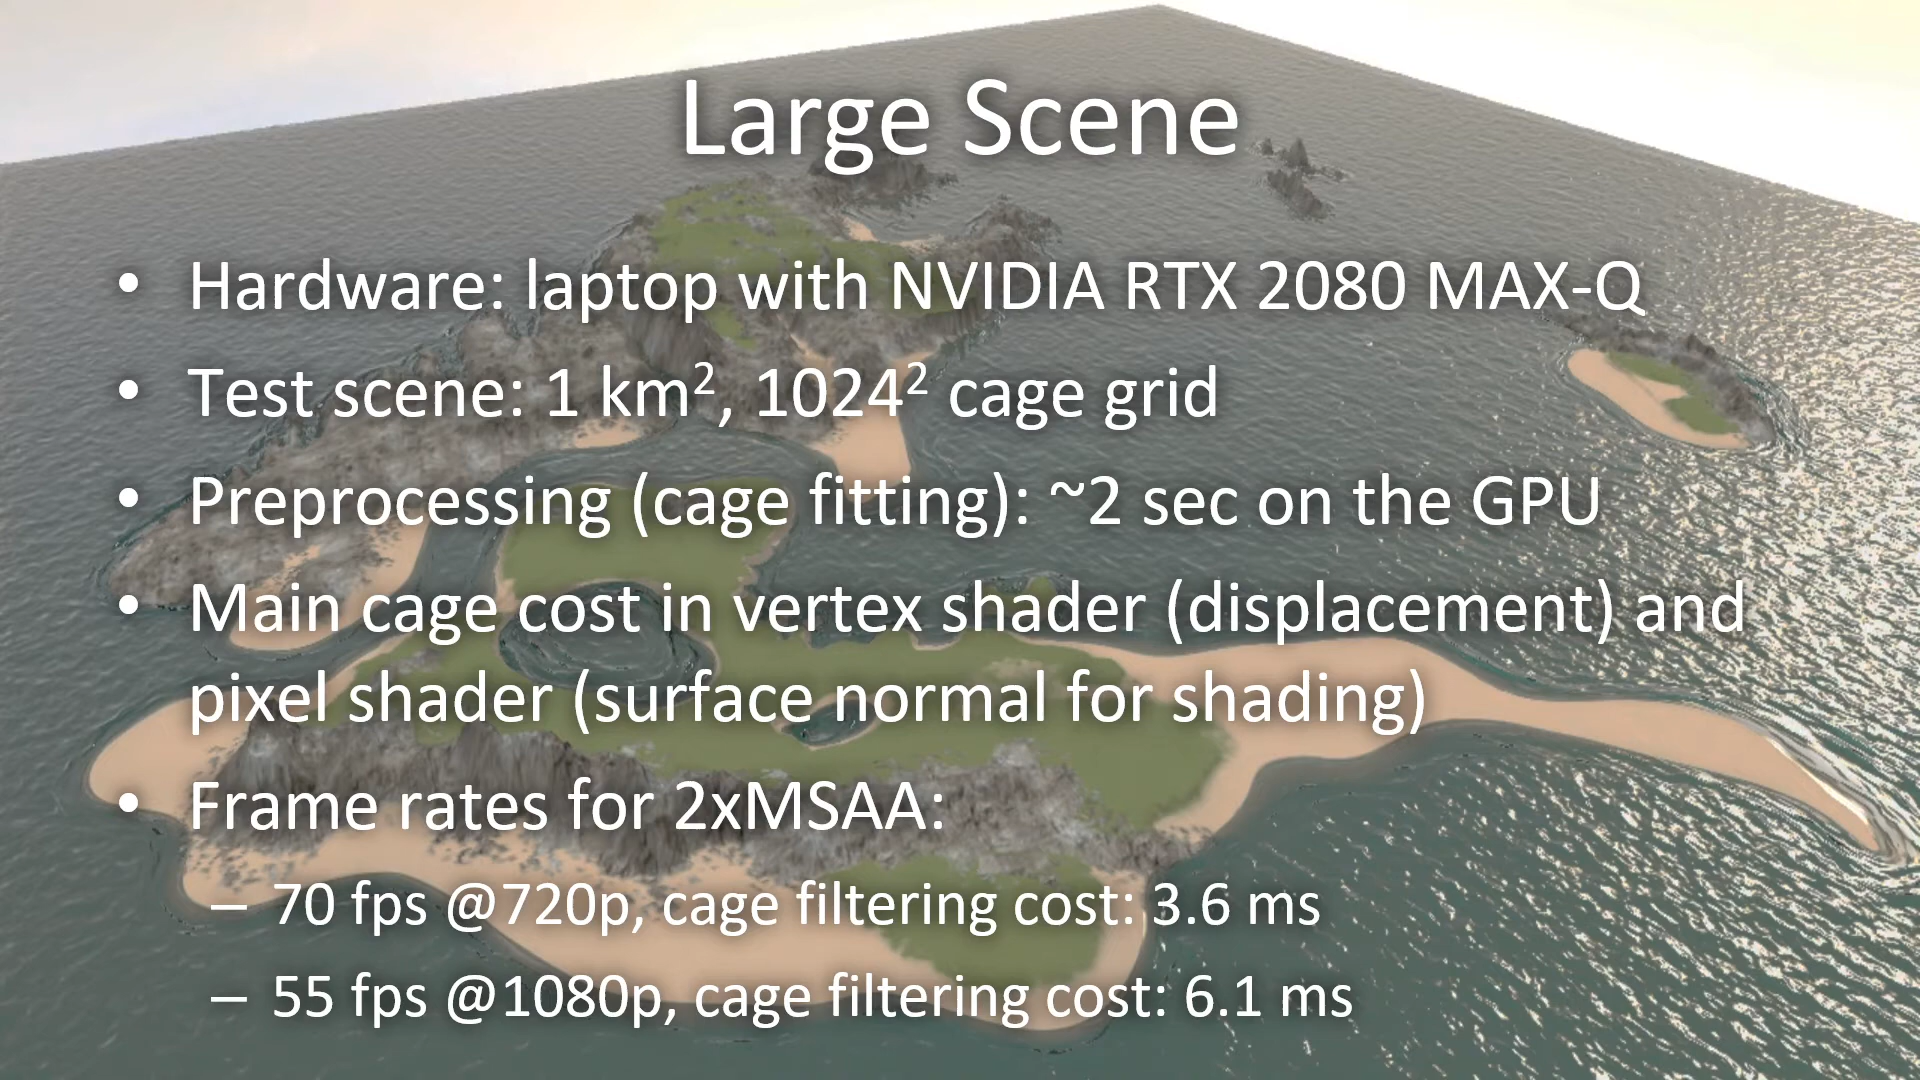 Large Scene
• Hardware: laptop with NVIDIA RTX 2080 MAX-Q
• Test scene: 1 km², 1024² cage grid
• Preprocessing (cage fitting): ~2 sec on the GPU
• Main cage cost in vertex shader (displacement) and
pixel shader (surface normal for shading)
• Frame rates for 2xMSAA:
– 70 fps @720p, cage filtering cost: 3.6 ms
– 55 fps @1080p, cage filtering cost: 6.1 ms